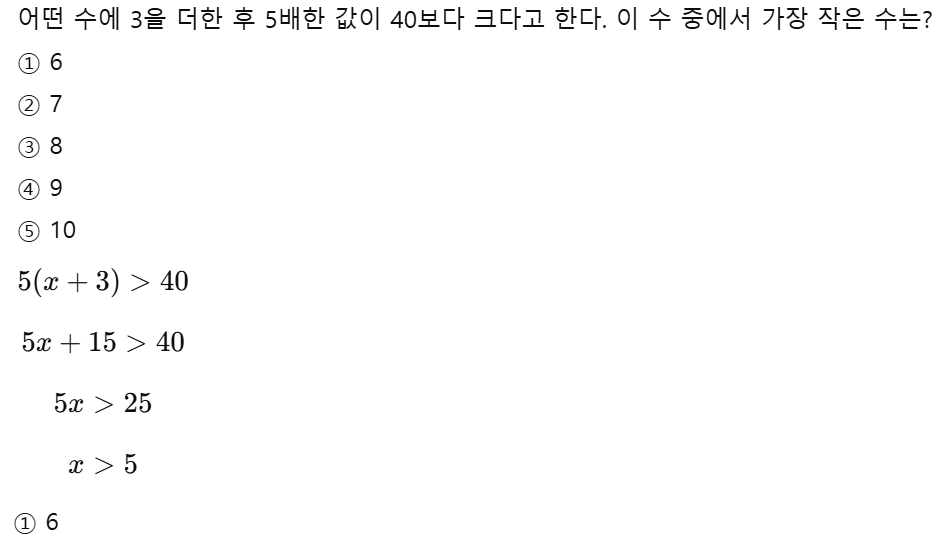 어떤 수에 3을 더한 후 5배한 값이 40보다 크다고 한다. 이 수 중에서 가장 작은 수는?
① 6
② 7
③ 8
④ 9
⑤ 10
5(x + 3) > 40
5x + 15 > 40
5x > 25
x > 5
① 6